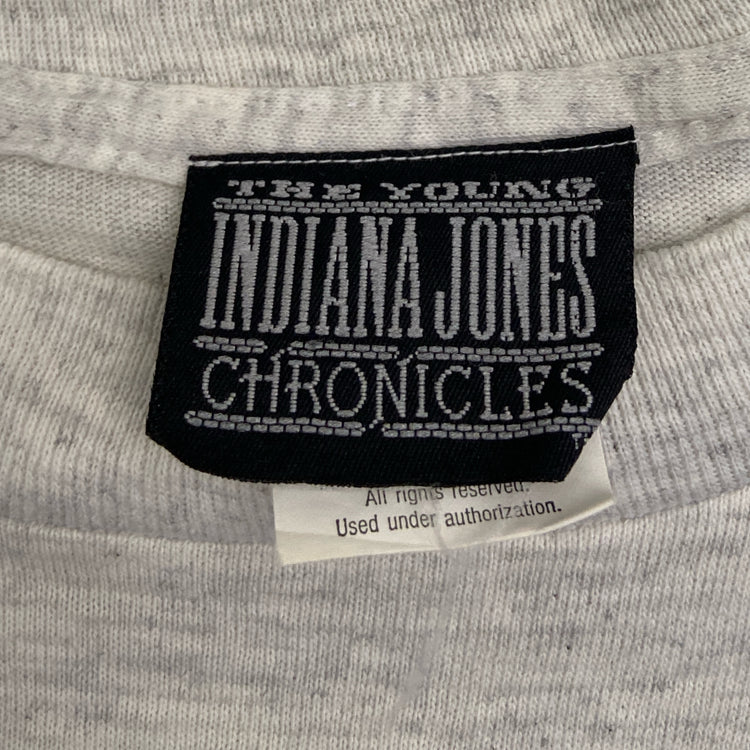 THE YOUNG
INDIANA JONES
CHRONICLES
All rights reserved.
Used under authorization.